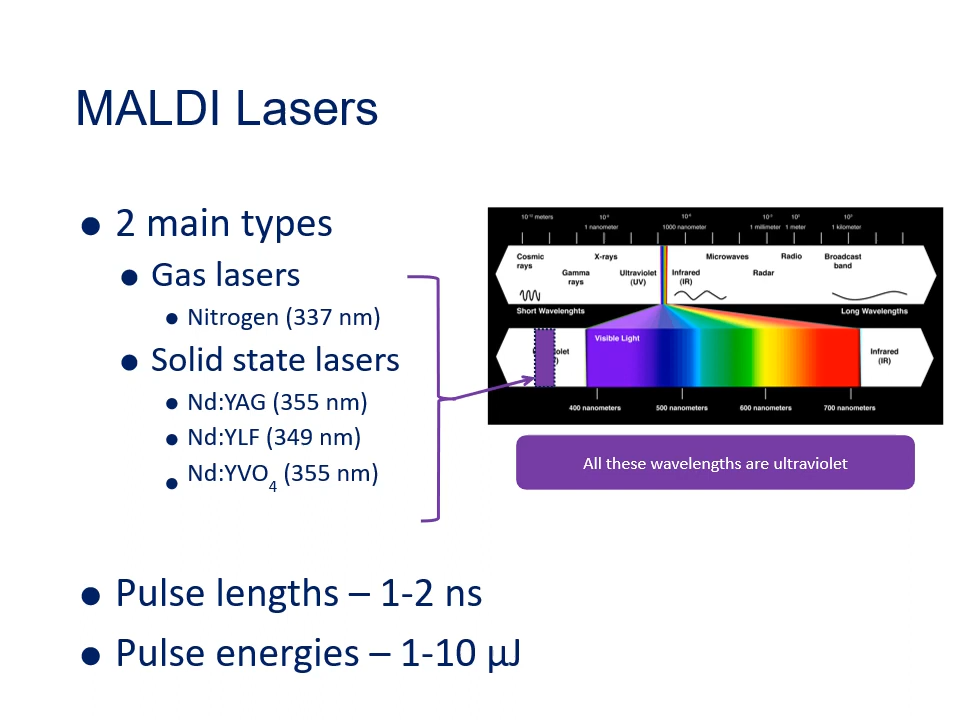 MALDI Lasers
● 2 main types
● Gas lasers
● Nitrogen (337 nm)
● Solid state lasers
● Nd:YAG (355 nm)
● Nd:YLF (349 nm)
● Nd:YVO₄ (355 nm)
● Pulse lengths – 1-2 ns
● Pulse energies – 1-10 µJ
10⁻¹² meters
1 nanometer
1000 nanometer
1 millimeter
1 meter
1 kilometer
Cosmic
rays
X-rays
Microwaves
Radio
Broadcast
band
Gamma
rays
Ultraviolet
(UV)
Infrared
(IR)
Radar
Short Wavelenghts
Long Wavelengths
Visible Light
Infrared
(IR)
400 nanometers
500 nanometers
600 nanometers
700 nanometers
All these wavelengths are ultraviolet